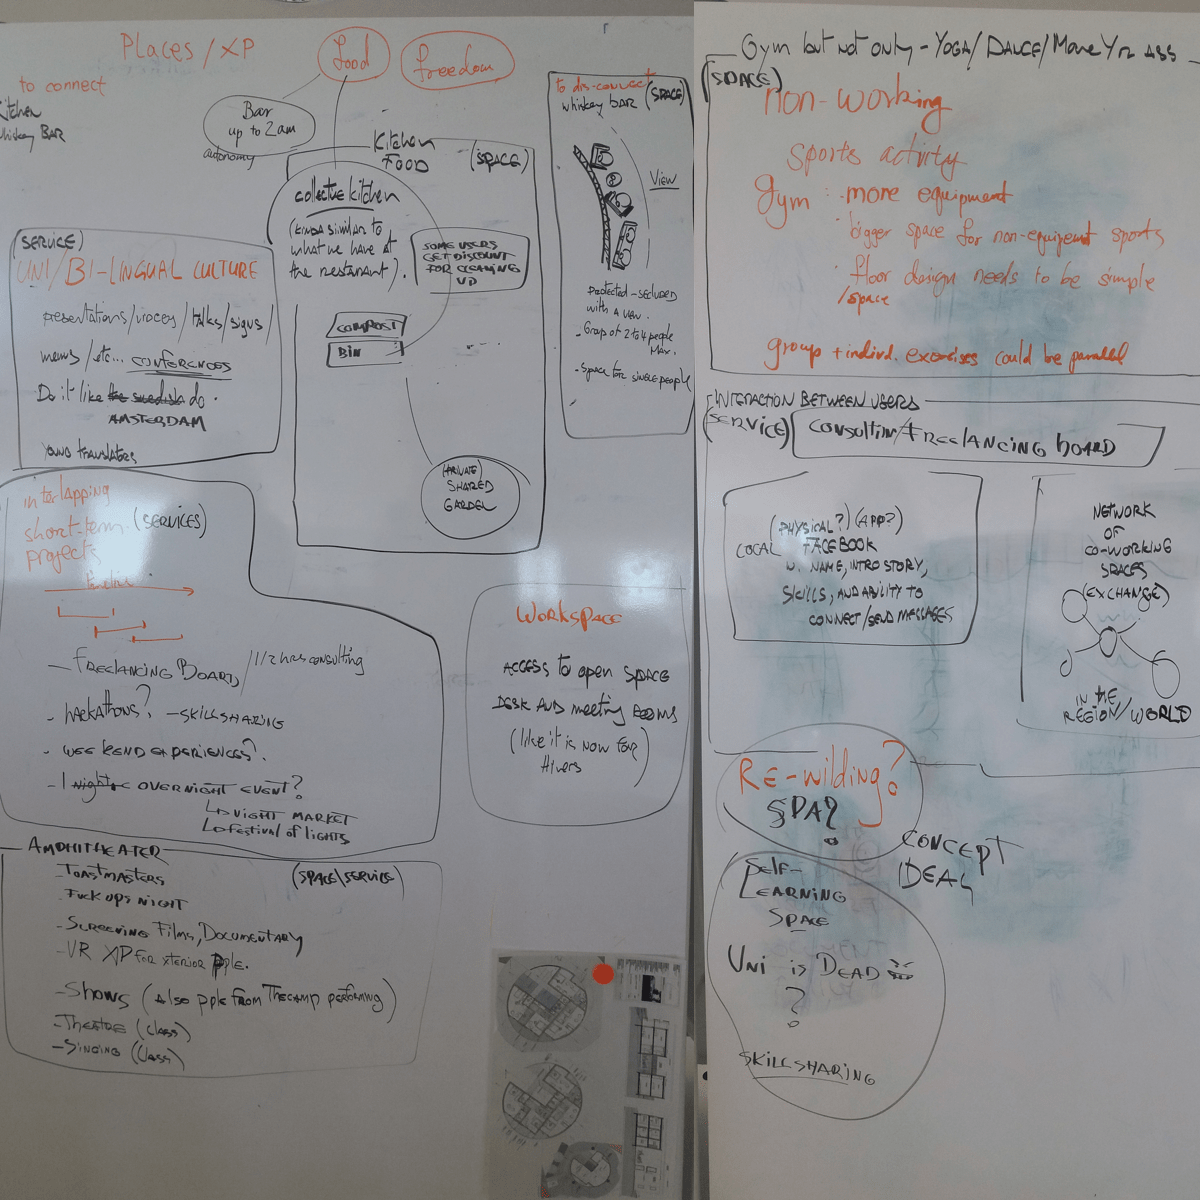 Places / XP
food
freedom
to connect
Kitchen
Whiskey BAR
Bar
up to 2am
autonomy
Kitchen
FOOD
(SPACE)
collective kitchen
(KINDA SIMILAR to
what we have at
the restaurant).
SOME USERS
GET DISCOUNT
FOR CLEANING
UP
COMPOST
BIN
(PRIVATE)
SHARED
GARDEN
to dis-connect
whiskey bar (SPACE)
View
PROTECTED-SECLUDED
WITH A VIEW.
- Group of 2 to 4 people
MAX.
- Space for single people
(SERVICE)
UNI/BI-LINGUAL CULTURE
presentations/videos/talks/signs/
menus/etc... CONFERENCES
Do it like the swedish do.
AMSTERDAM
YOUNG translators
interlapping
short-term (SERVICES)
projects
timeline
- FREELANCING BOARD/1/2 hrs consulting
- hackathons? - SKILLSHARING
- WEEKEND EXPERIENCES?
- 1 night OVERNIGHT EVENT?
NIGHT MARKET
Festival of LIGHTS
WORKSPACE
ACCESS to open SPACE
DESK AND meeting ROOMS
(like it is now for
Hivers)
AMPHITHEATER
(SPACE/SERVICE)
- TOASTMASTERS
- FUCK UPS NIGHT
- SCREENING Films, DOCUMENTARY
- VR XP FOR XTERIOR Pple.
- SHOWS (Also pple from THECAMP performing)
- THEATRE (CLASS)
- SINGING (CLASS)
Gym but not only - YOGA/DANCE/Move Yr ASS
(SPACE)
non-working
sports activity
Gym : more equipment
bigger space for non-equipent sports
floor design needs to be simple
/space
group + individ. exercises could be parallel
INTERACTION BETWEEN USERS
(SERVICE) CONSULTING/FREELANCING BOARD
(PHYSICAL?) (APP?)
LOCAL FACEBOOK
W. NAME, INTRO STORY,
SKILLS, AND ABILITY TO
CONNECT/SEND MESSAGES
NETWORK
OF
CO-WORKING
SPACES
(EXCHANGE)
IN THE
REGION/WORLD
RE-wilding?
SPA?
CONCEPT
IDEAS
SELF-
LEARNING
SPACE
UNI is DEAD
?
SKILLSHARING